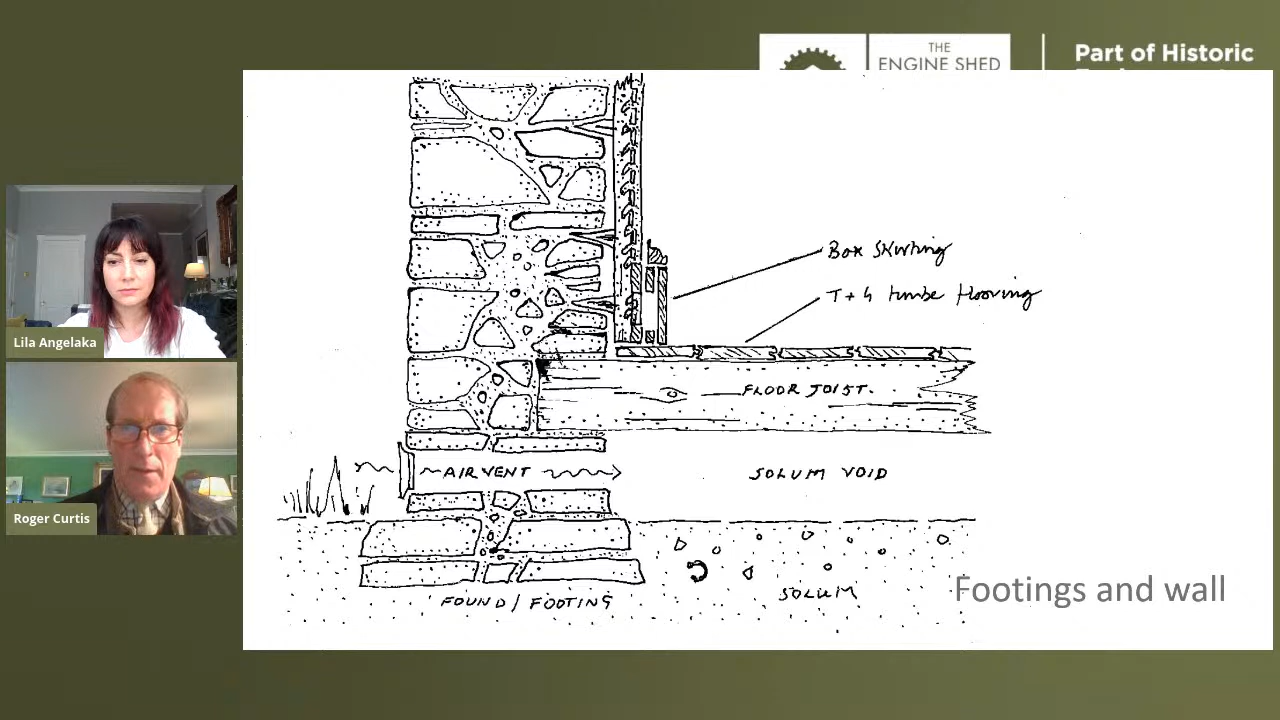 THE
ENGINE SHED
Part of Historic
Lila Angelaka
Roger Curtis
Box Skirting
T + G timbe flooring
FLOOR JOIST.
AIR VENT
SOLUM VOID
FOUND / FOOTING
SOLUM
Footings and wall